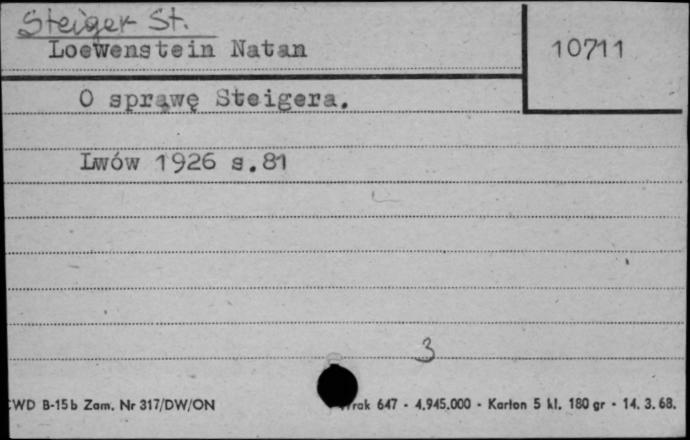 Steiger St.
Loewenstein Natan
10711
O sprawę Steigera.
Lwów 1926 s.81
3
WD B-15b Zam. Nr 317/DW/ON
647 - 4.945.000 - Karton 5 kl. 180 gr - 14. 3. 68.